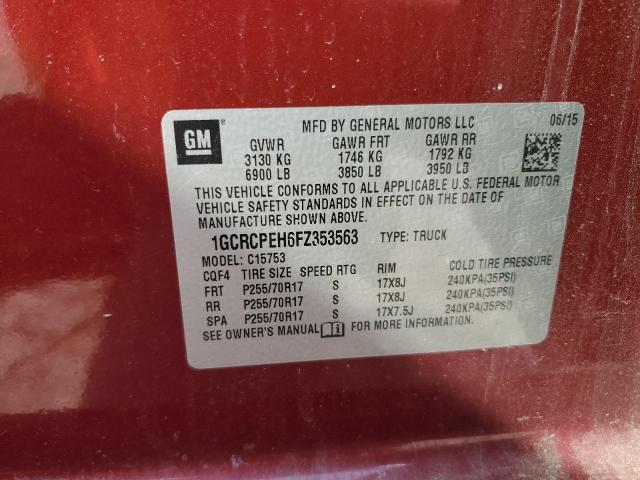 GM ® MFD BY GENERAL MOTORS LLC 06/15
GVWR GAWR FRT GAWR RR
3130 KG 1746 KG 1792 KG
6900 LB 3850 LB 3950 LB
THIS VEHICLE CONFORMS TO ALL APPLICABLE U.S. FEDERAL MOTOR
VEHICLE SAFETY STANDARDS IN EFFECT ON THE DATE OF
MANUFACTURE SHOWN ABOVE.
1GCRCPEH6FZ353563 TYPE: TRUCK
MODEL: C15753
CQF4 TIRE SIZE SPEED RTG RIM COLD TIRE PRESSURE
FRT P255/70R17 S 17X8J 240KPA(35PSI)
RR P255/70R17 S 17X8J 240KPA(35PSI)
SPA P255/70R17 S 17X7.5J 240KPA(35PSI)
SEE OWNER'S MANUAL FOR MORE INFORMATION.